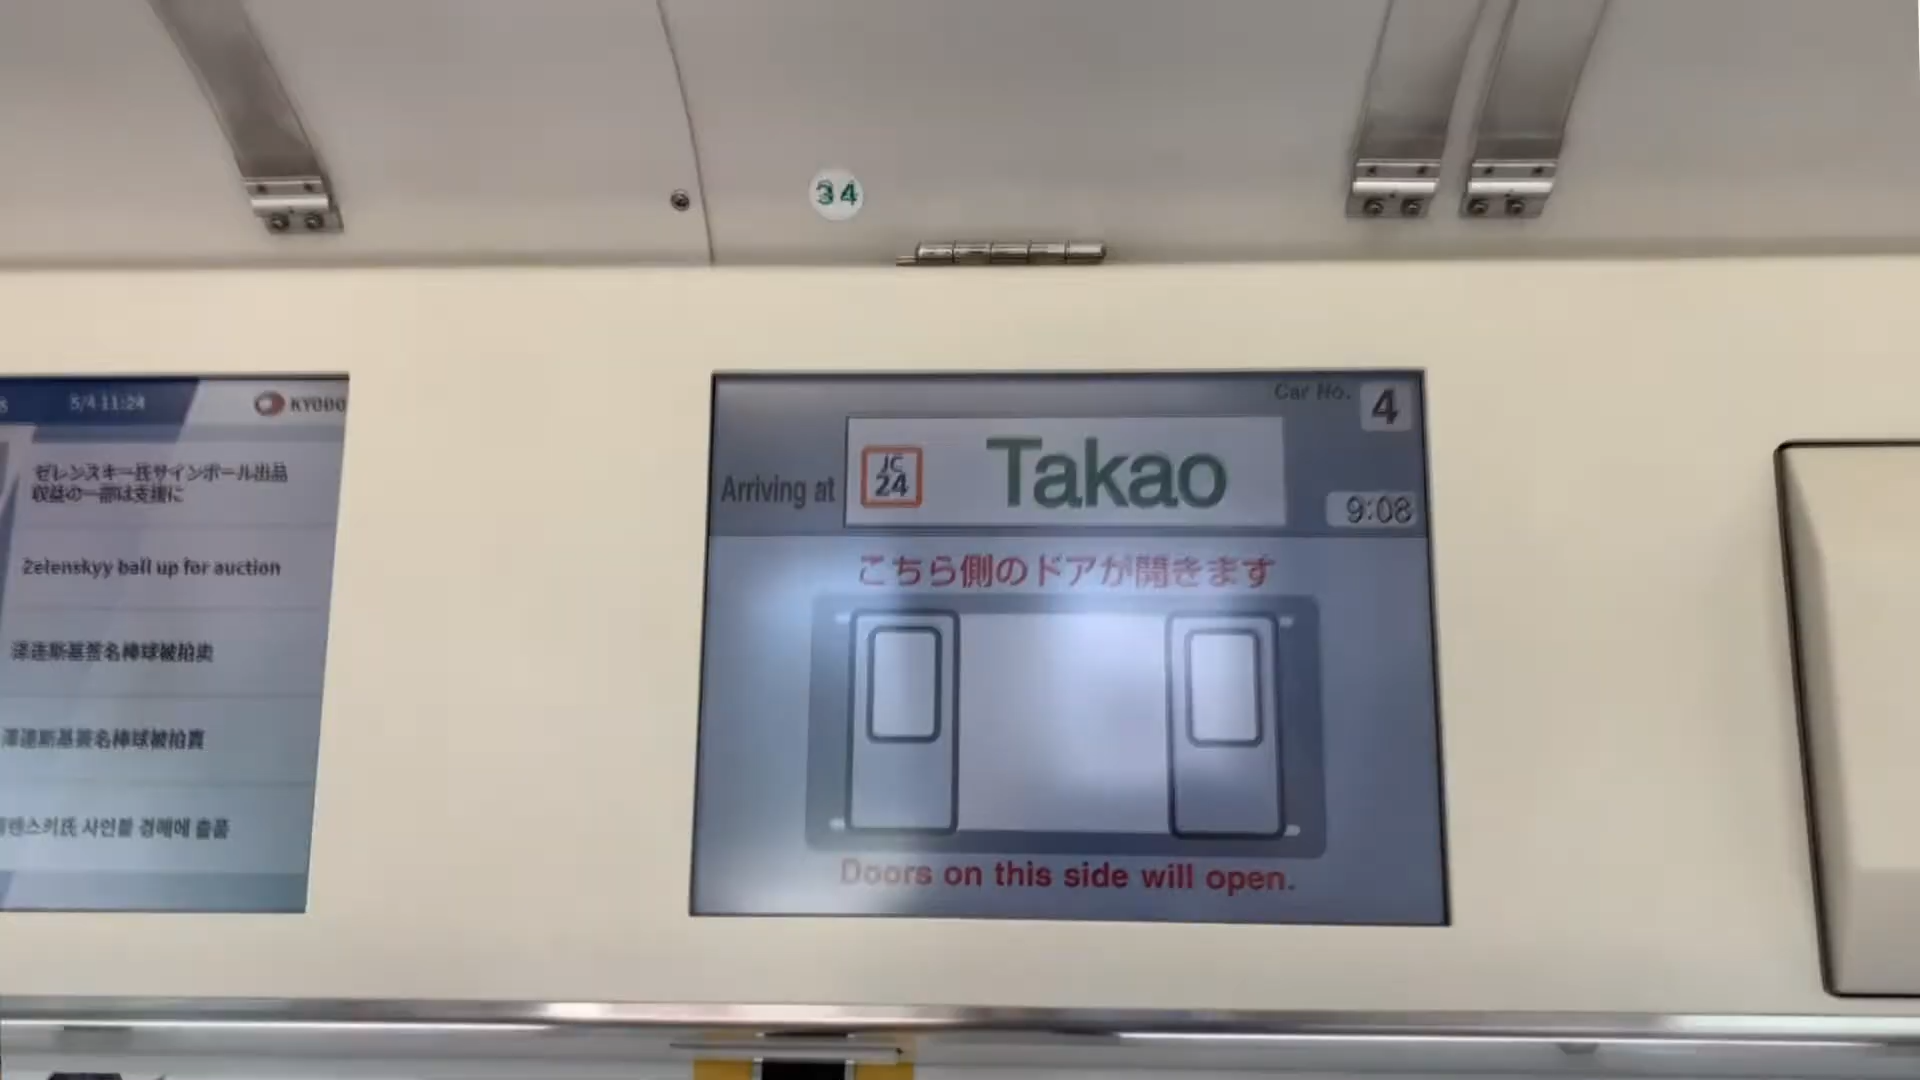 34
5/4 11:24
KYODO
ゼレンスキー氏サインボール出品
収益の一部は支援に
Zelenskyy ball up for auction
泽连斯基签名棒球被拍卖
澤連斯基簽名棒球被拍賣
렌스키氏 사인볼 경매에 출품
Car No. 4
Arriving at
JC
24
Takao
9:08
こちら側のドアが開きます
Doors on this side will open.